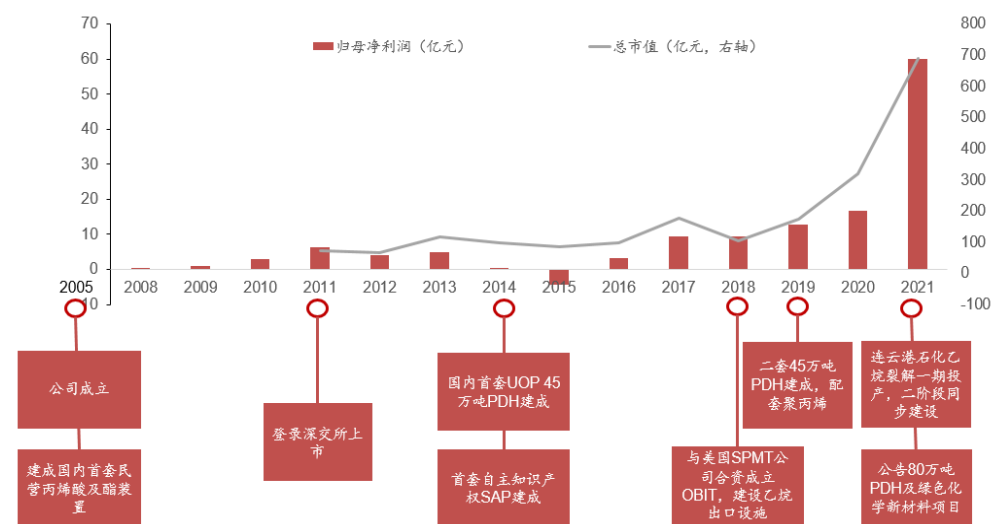 70
60
50
40
30
20
10
0
10
800
700
600
500
400
300
200
100
0
-100
归母净利润（亿元）
总市值（亿元，右轴）
2005 2008 2009 2010 2011 2012 2013 2014 2015 2016 2017 2018 2019 2020 2021
公司成立
建成国内首套民
营丙烯酸及酯装
置
登录深交所上
市
国内首套UOP 45
万吨PDH建成
首套自主知识产
权SAP建成
与美国SPMT公
司合资成立
OBIT，建设乙烷
出口设施
二套45万吨
PDH建成，配
套聚丙烯
连云港石化乙
烷裂解一期投
产，二阶段同
步建设
公告80万吨
PDH及绿色化
学新材料项目